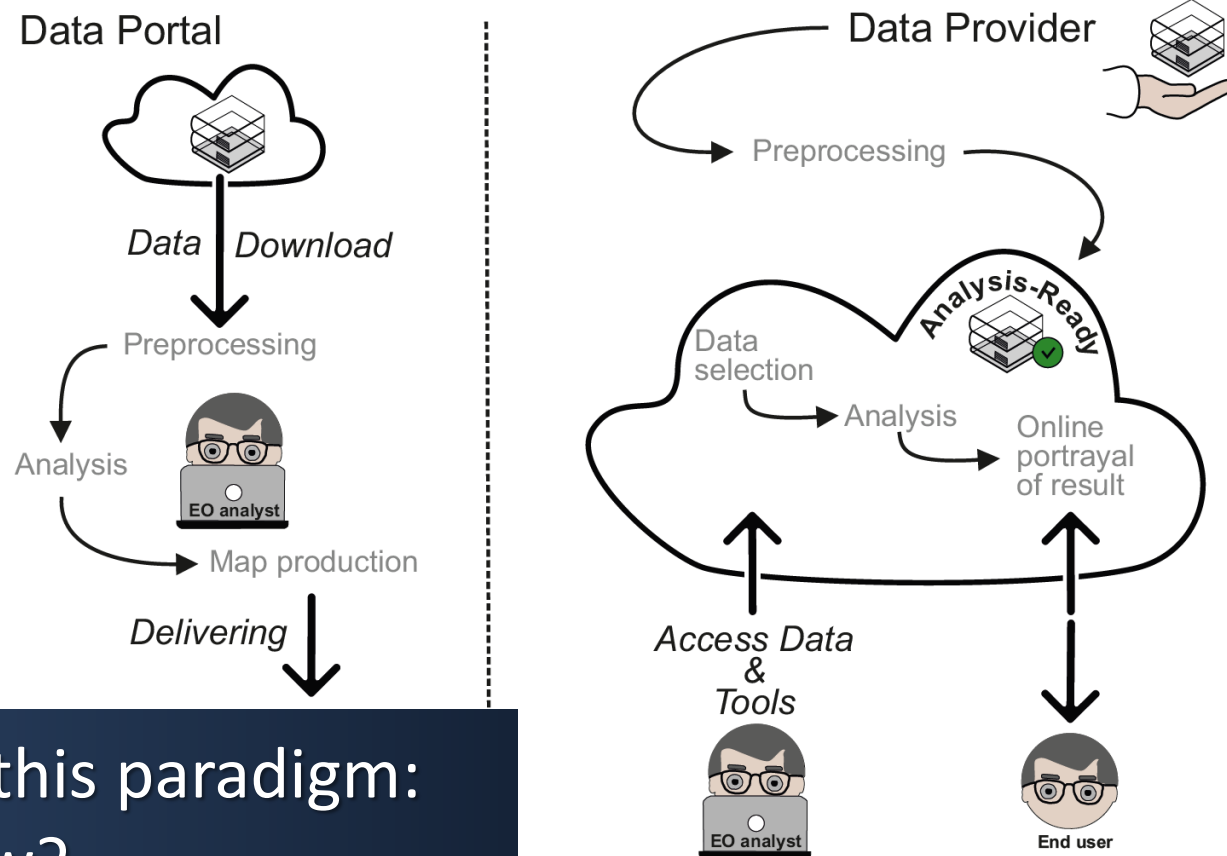 Data Portal
Data Download
Preprocessing
Analysis
EO analyst
Map production
Delivering
this paradigm:
Data Provider
Preprocessing
Analysis-Ready
Data
selection
Analysis
Online
portrayal
of result
Access Data
&
Tools
EO analyst
End user